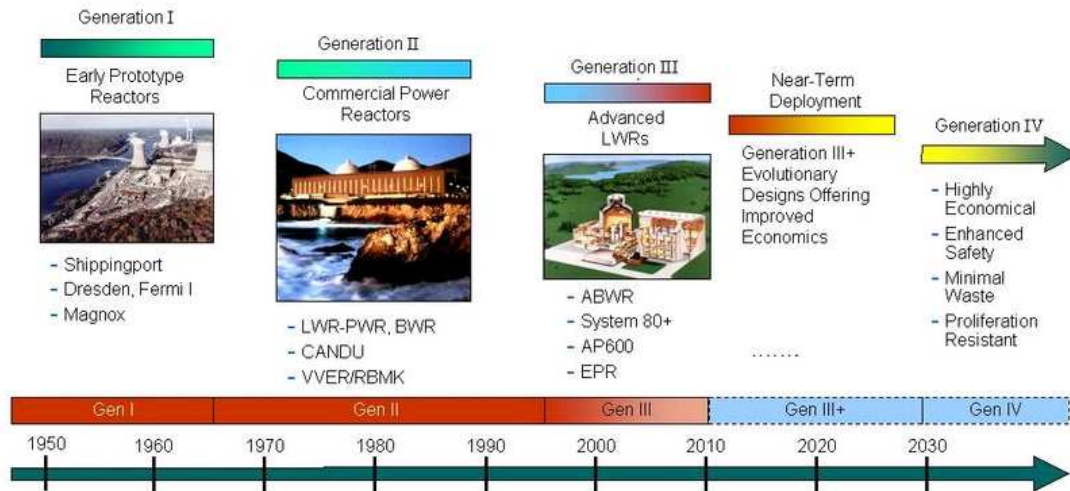 Generation I
Early Prototype
Reactors
- Shippingport
- Dresden, Fermi I
- Magnox
Generation II
Commercial Power
Reactors
- LWR-PWR, BWR
- CANDU
- VVER/RBMK
Generation III
Advanced
LWRs
- ABWR
- System 80+
- AP600
- EPR
Near-Term
Deployment
Generation III+
Evolutionary
Designs Offering
Improved
Economics
.......
Generation IV
- Highly
Economical
- Enhanced
Safety
- Minimal
Waste
- Proliferation
Resistant
Gen I Gen II Gen III Gen III+ Gen IV
1950 1960 1970 1980 1990 2000 2010 2020 2030